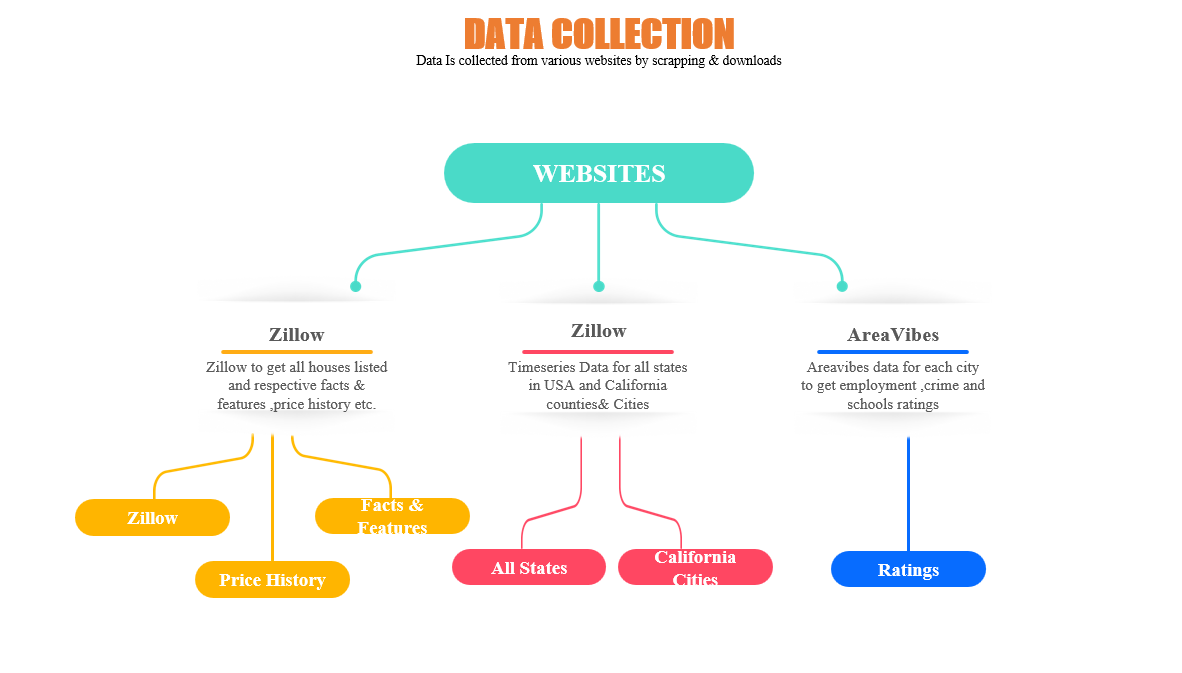 DATA COLLECTION
Data Is collected from various websites by scrapping & downloads
WEBSITES
Zillow
Zillow to get all houses listed
and respective facts &
features ,price history etc.
Zillow
Timeseries Data for all states
in USA and California
counties& Cities
AreaVibes
Areavibes data for each city
to get employment ,crime and
schools ratings
Zillow
Price History
Facts &
Features
All States
California
Cities
Ratings